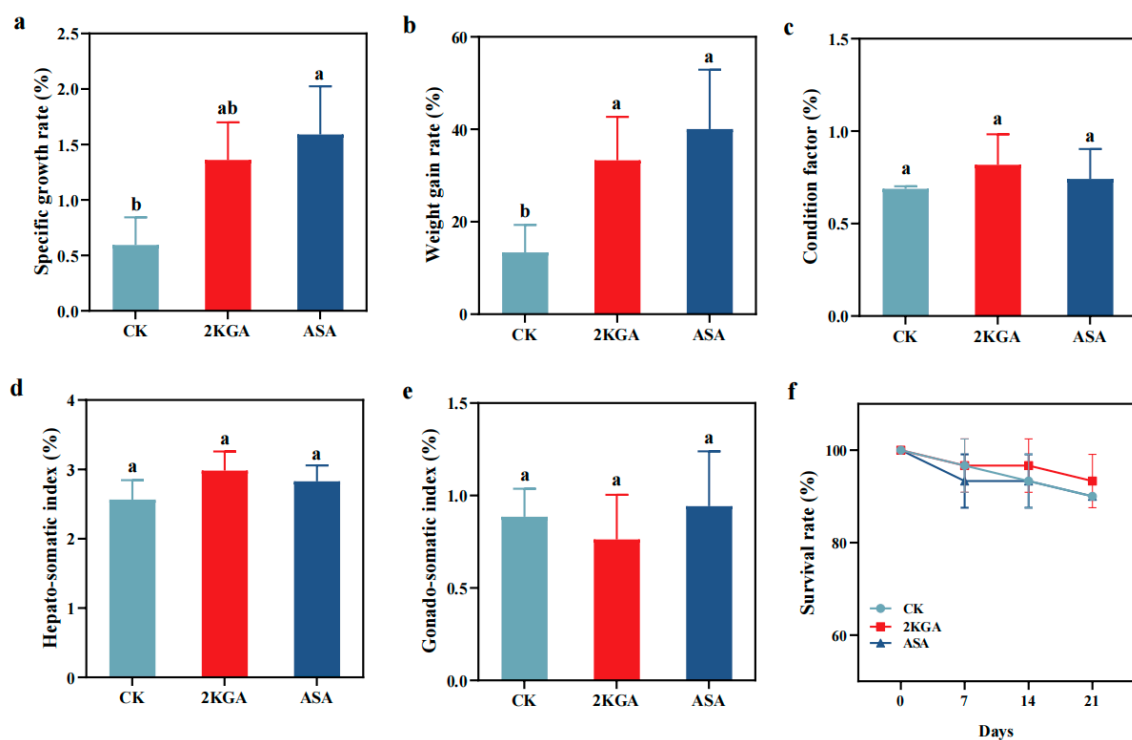 a
Specific growth rate (%)
2.5
2.0
1.5
1.0
0.5
0.0
b
ab
a
CK
2KGA
ASA
b
Weight gain rate (%)
60
40
20
0
b
a
a
CK
2KGA
ASA
c
Condition factor (%)
1.5
1.0
0.5
0.0
a
a
a
CK
2KGA
ASA
d
Hepato-somatic index (%)
4
3
2
1
0
a
a
a
CK
2KGA
ASA
e
Gonado-somatic index (%)
1.5
1.0
0.5
0.0
a
a
a
CK
2KGA
ASA
f
Survival rate (%)
100
80
60
CK
2KGA
ASA
0
7
14
21
Days